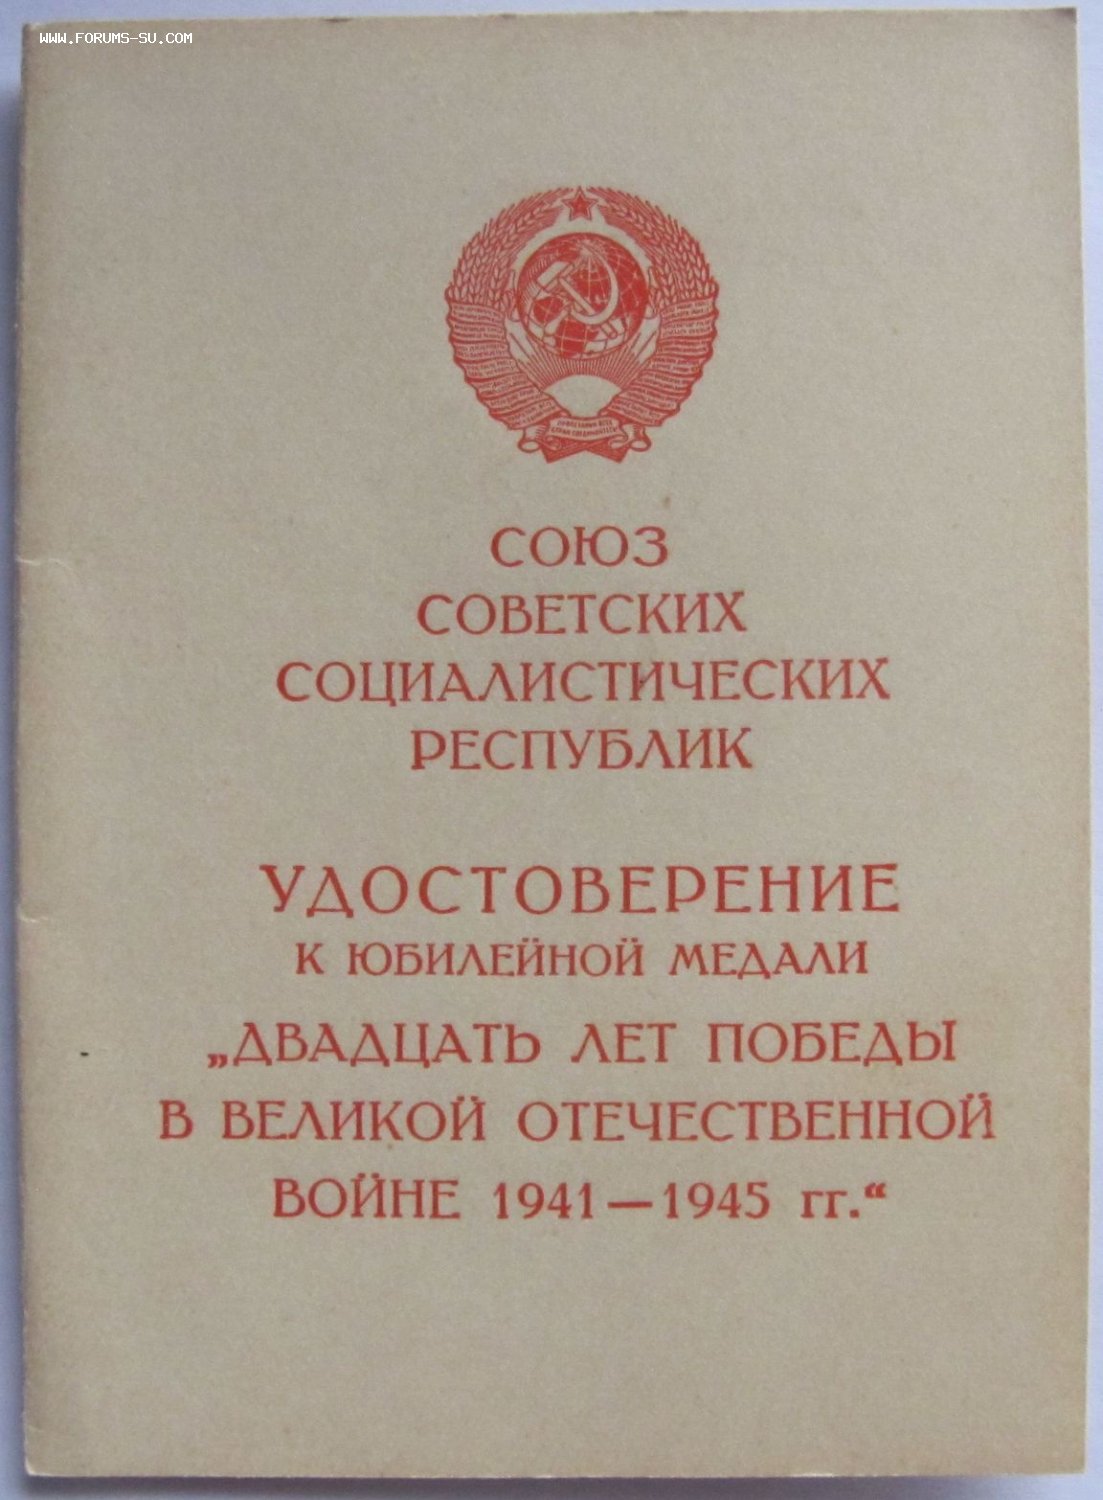 WWW.FORUMS-SU.COM
СОЮЗ
СОВЕТСКИХ
СОЦИАЛИСТИЧЕСКИХ
РЕСПУБЛИК
УДОСТОВЕРЕНИЕ
К ЮБИЛЕЙНОЙ МЕДАЛИ
„ДВАДЦАТЬ ЛЕТ ПОБЕДЫ
В ВЕЛИКОЙ ОТЕЧЕСТВЕННОЙ
ВОЙНЕ 1941—1945 гг.“